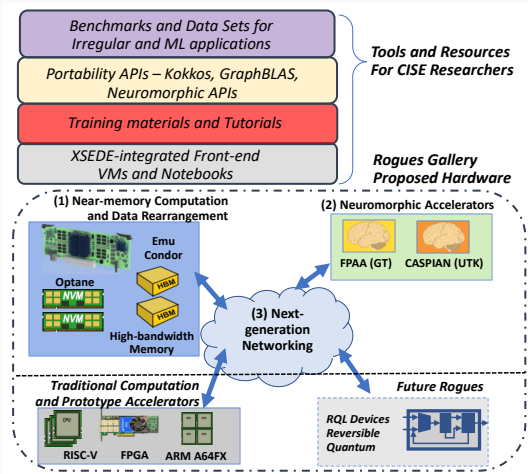 Benchmarks and Data Sets for
Irregular and ML applications
Portability APIs – Kokkos, GraphBLAS,
Neuromorphic APIs
Training materials and Tutorials
XSEDE-integrated Front-end
VMs and Notebooks
Tools and Resources
For CISE Researchers
Rogues Gallery
Proposed Hardware
(1) Near-memory Computation
and Data Rearrangement
Emu
Condor
Optane
NVM
NVM
HBM
HBM
High-bandwidth
Memory
(2) Neuromorphic Accelerators
FPAA (GT)
CASPIAN (UTK)
(3) Next-
generation
Networking
Traditional Computation
and Prototype Accelerators
CPU
RISC-V
FPGA
ARM A64FX
Future Rogues
RQL Devices
Reversible
Quantum